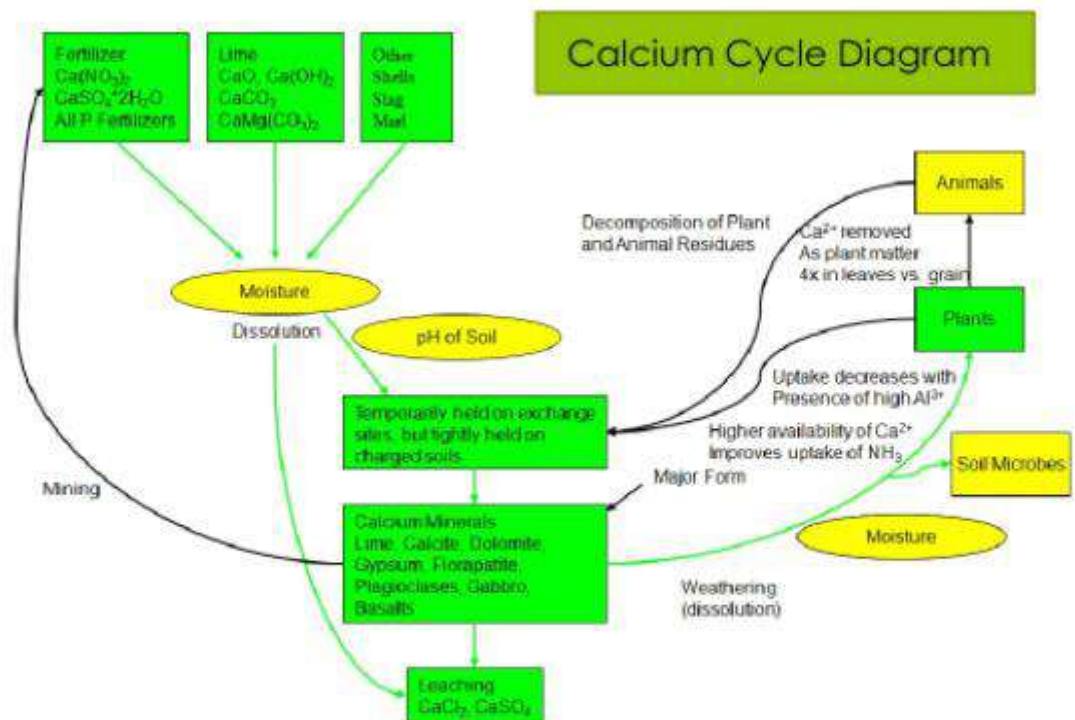 Calcium Cycle Diagram
Fertilizer
Ca(NO₃)₂
CaSO₄*2H₂O
All P Fertilizers
Lime
CaO, Ca(OH)₂
CaCO₃
CaMg(CO₃)₂
Other
Shells
Slag
Marl
Animals
Decomposition of Plant
and Animal Residues
Ca²⁺ removed
As plant matter
4x in leaves vs. grain
Moisture
Dissolution
pH of Soil
Plants
Uptake decreases with
Presence of high Al³⁺
Temporarily held on exchange
sites, but tightly held on
charged soils
Higher availability of Ca²⁺
Improves uptake of NH₃
Soil Microbes
Mining
Major Form
Calcium Minerals
Lime, Calcite, Dolomite,
Gypsum, Florapatite,
Plagioclases, Gabbro,
Basalts
Moisture
Weathering
(dissolution)
Leaching
CaCl₂, CaSO₄